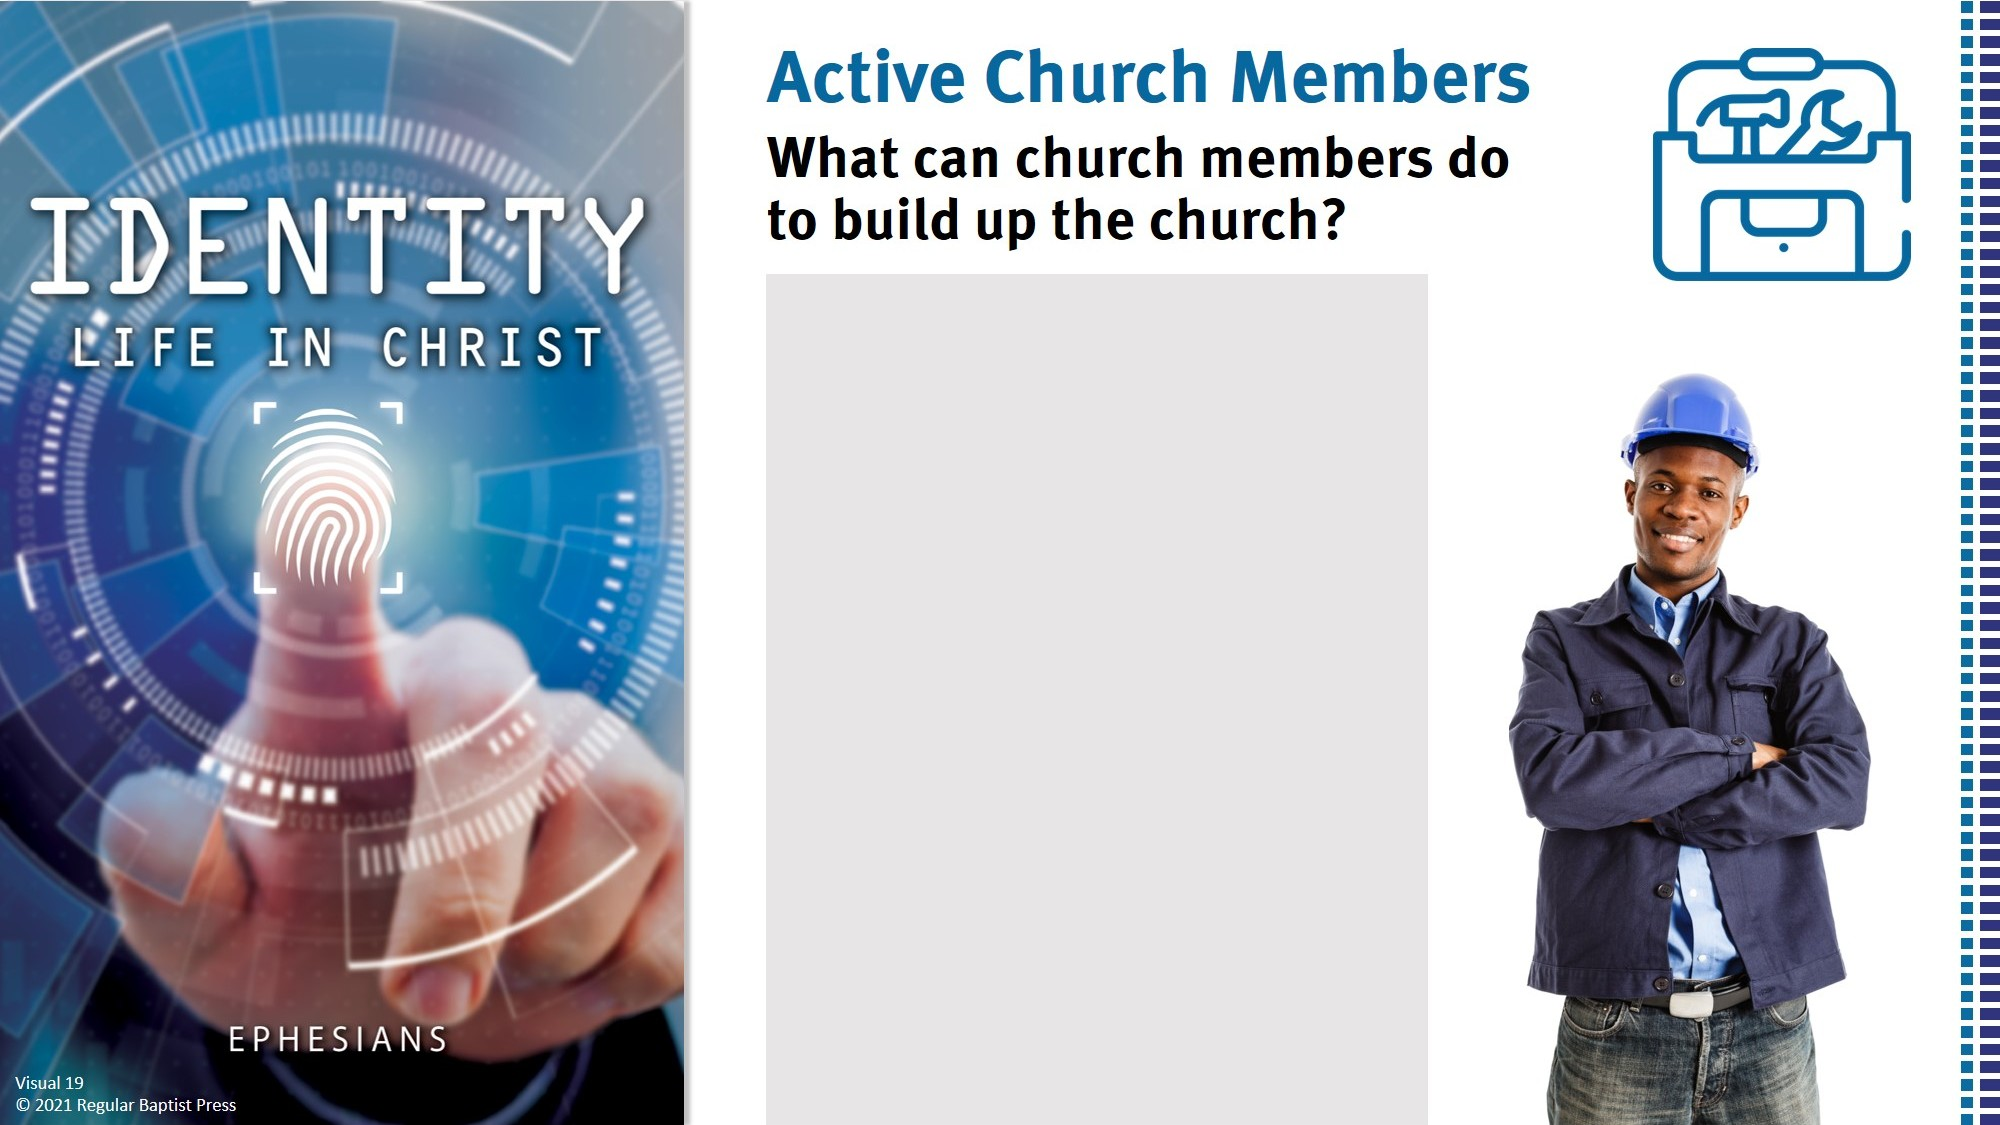 IDENTITY
LIFE IN CHRIST
EPHESIANS
Visual 19
© 2021 Regular Baptist Press
Active Church Members
What can church members do
to build up the church?